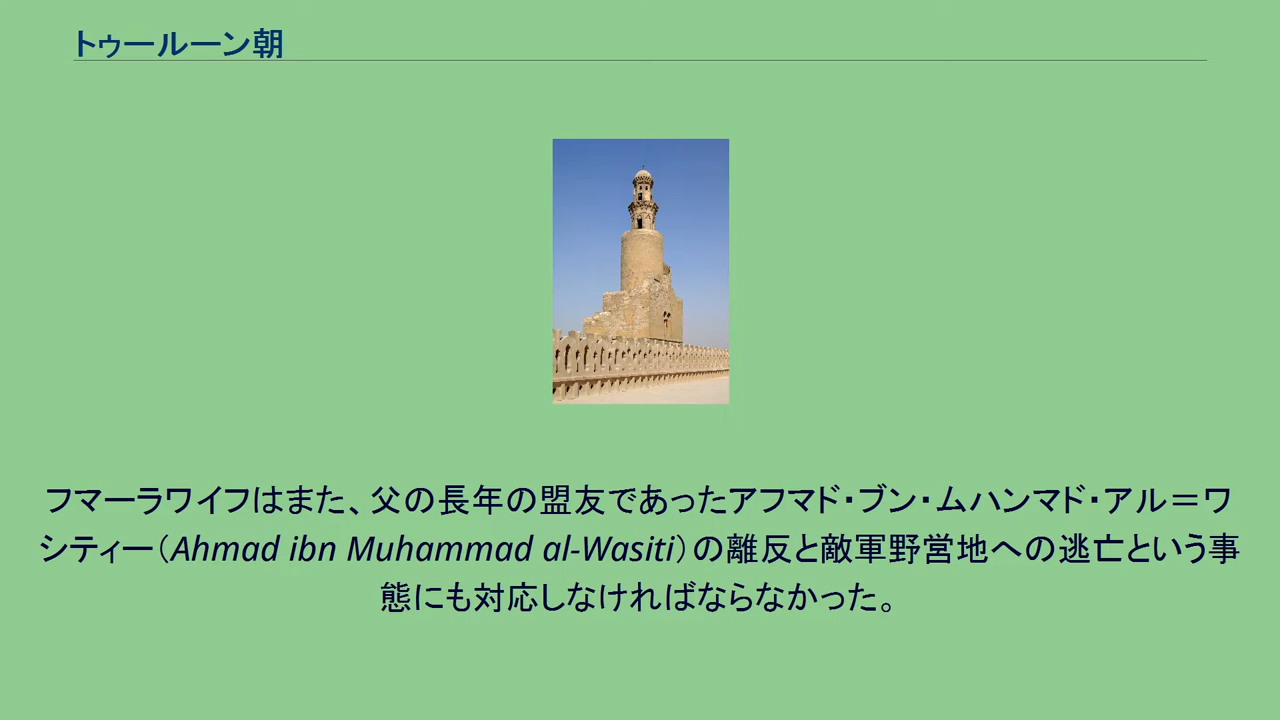 トゥールーン朝
フマーラワイフはまた、父の長年の盟友であったアフマド・ブン・ムハンマド・アル＝ワ
シティー（Ahmad ibn Muhammad al-Wasiti）の離反と敵軍野営地への逃亡という事
態にも対応しなければならなかった。